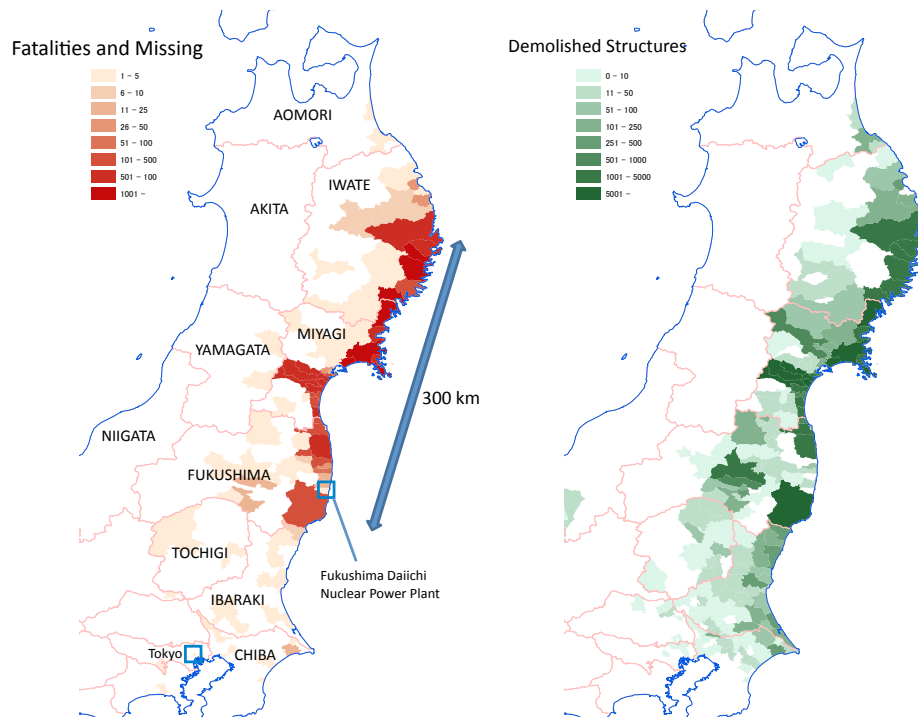 Fatalities and Missing
1 – 5
6 – 10
11 – 25
26 – 50
51 – 100
101 – 500
501 – 100
1001 –
AOMORI
IWATE
AKITA
MIYAGI
YAMAGATA
300 km
NIIGATA
FUKUSHIMA
TOCHIGI
Fukushima Daiichi
Nuclear Power Plant
IBARAKI
Tokyo
CHIBA
Demolished Structures
0 – 10
11 – 50
51 – 100
101 – 250
251 – 500
501 – 1000
1001 – 5000
5001 –